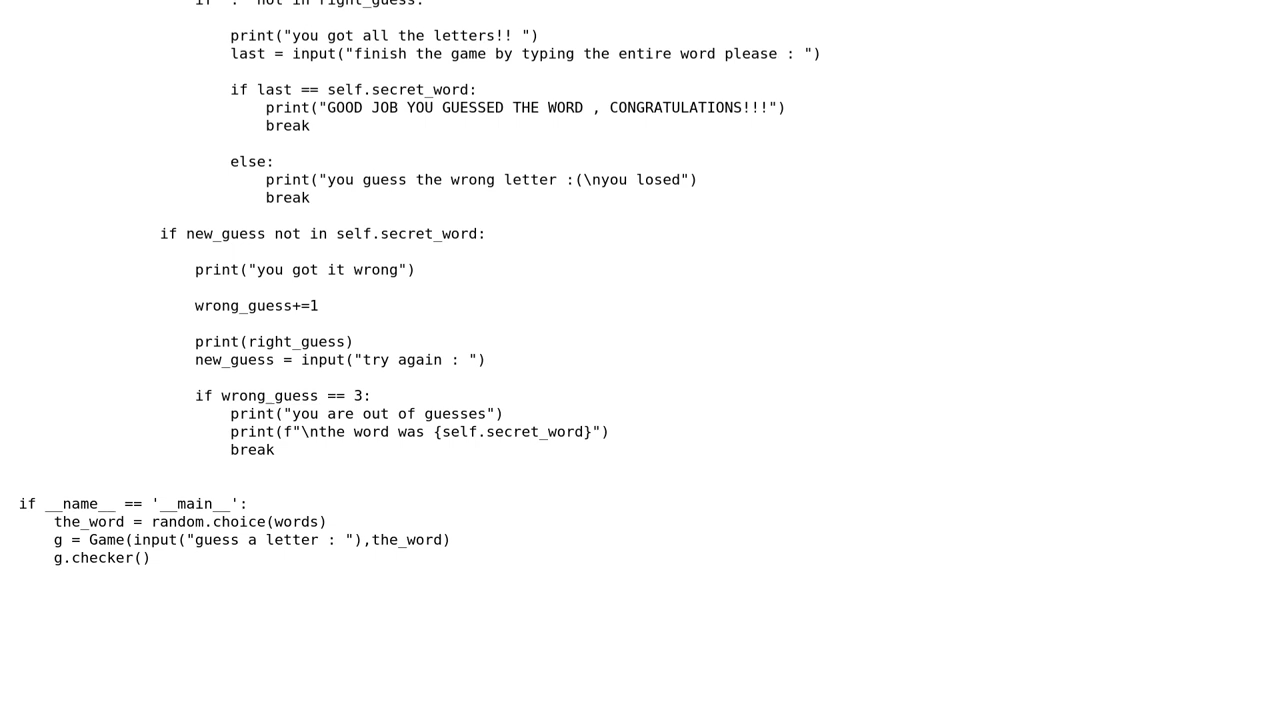 if "." not in right_guess:
print("you got all the letters!! ")
last = input("finish the game by typing the entire word please : ")
if last == self.secret_word:
print("GOOD JOB YOU GUESSED THE WORD , CONGRATULATIONS!!!")
break
else:
print("you guess the wrong letter :(\nyou losed")
break
if new_guess not in self.secret_word:
print("you got it wrong")
wrong_guess+=1
print(right_guess)
new_guess = input("try again : ")
if wrong_guess == 3:
print("you are out of guesses")
print(f"\nthe word was {self.secret_word}")
break
if __name__ == '__main__':
the_word = random.choice(words)
g = Game(input("guess a letter : "),the_word)
g.checker()